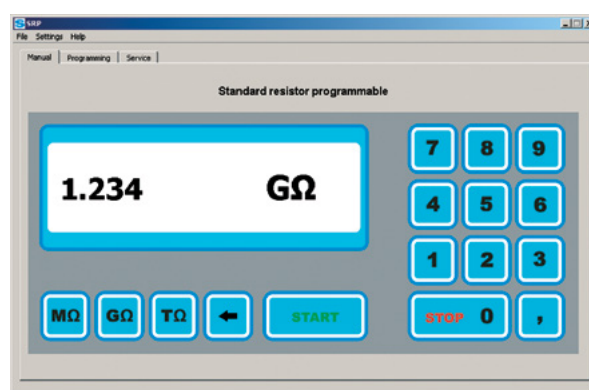 SRP
File Settings Help
Manual Programming Service
Standard resistor programmable
1.234 GΩ
7 8 9
4 5 6
1 2 3
MΩ GΩ TΩ START STOP 0 ,